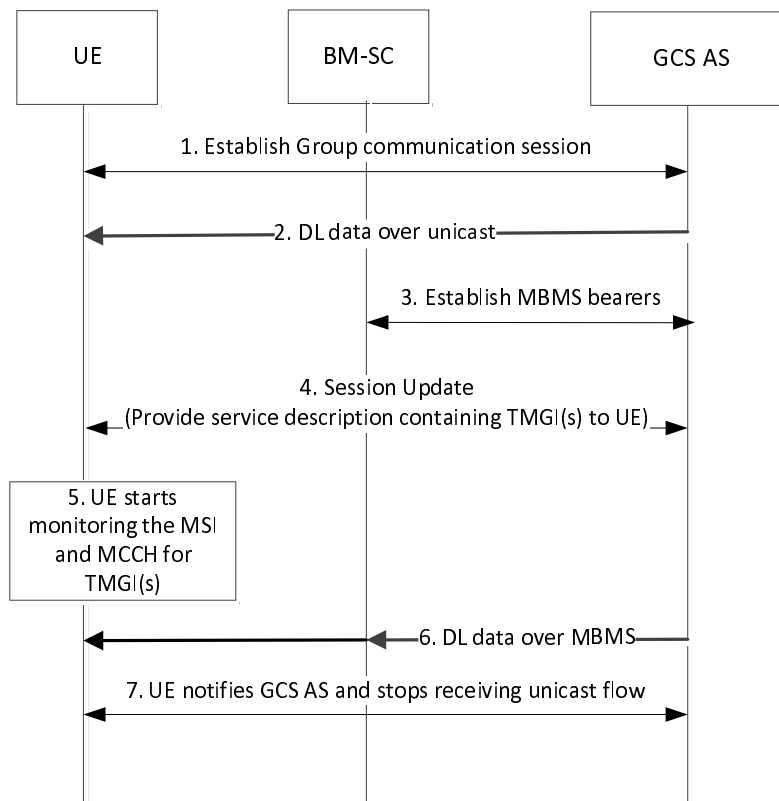 UE
BM-SC
GCS AS
1. Establish Group communication session
2. DL data over unicast
3. Establish MBMS bearers
4. Session Update
(Provide service description containing TMGI(s) to UE)
5. UE starts
monitoring the MSI
and MCCH for
TMGI(s)
6. DL data over MBMS
7. UE notifies GCS AS and stops receiving unicast flow